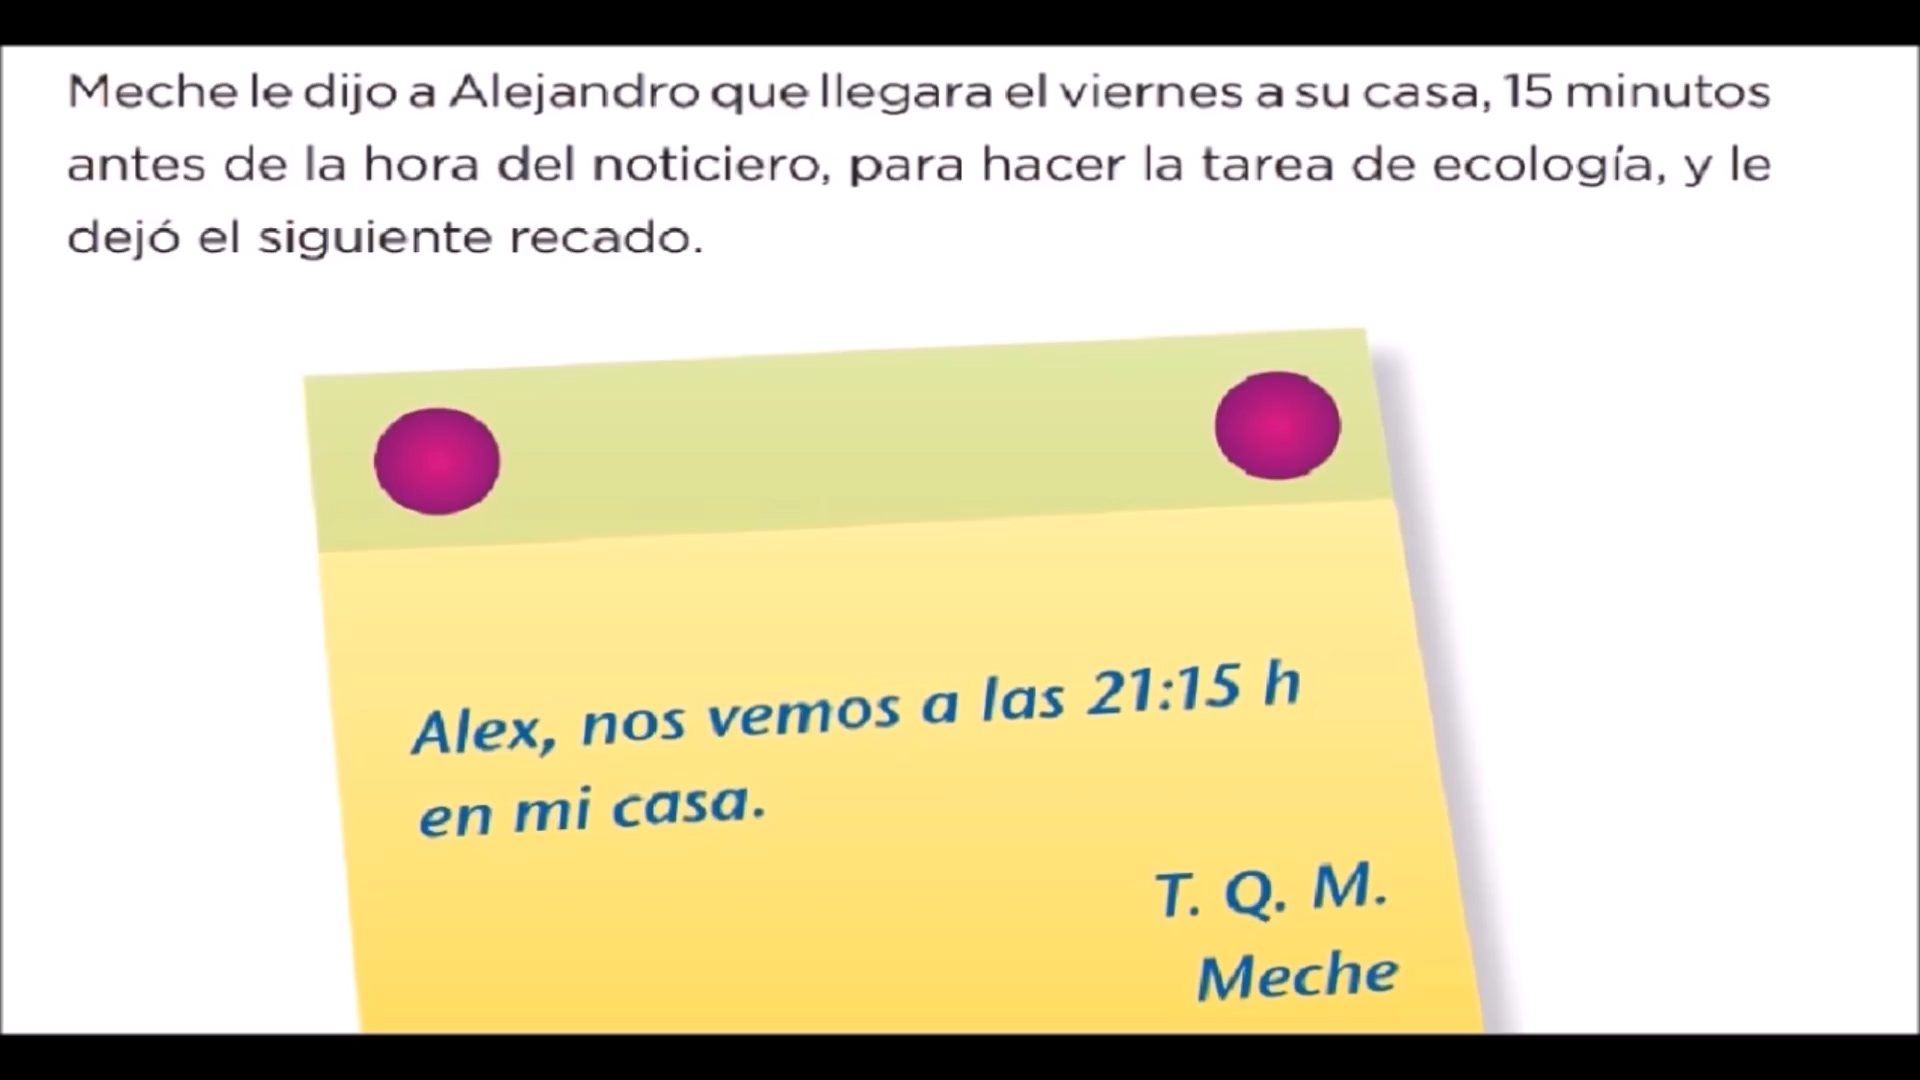 Meche le dijo a Alejandro que llegara el viernes a su casa, 15 minutos
antes de la hora del noticiero, para hacer la tarea de ecología, y le
dejó el siguiente recado.
Alex, nos vemos a las 21:15 h
en mi casa.
T. Q. M.
Meche